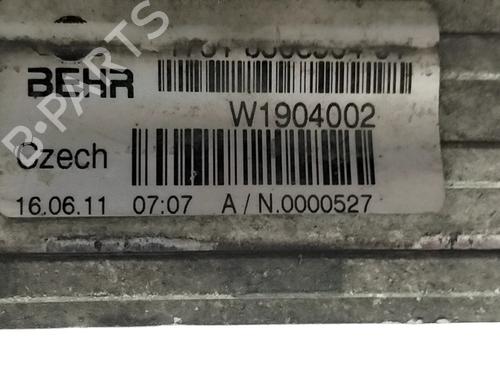 BEHR
W1904002
Czech
16.06.11 07:07 A / N.0000527
B-PARTS